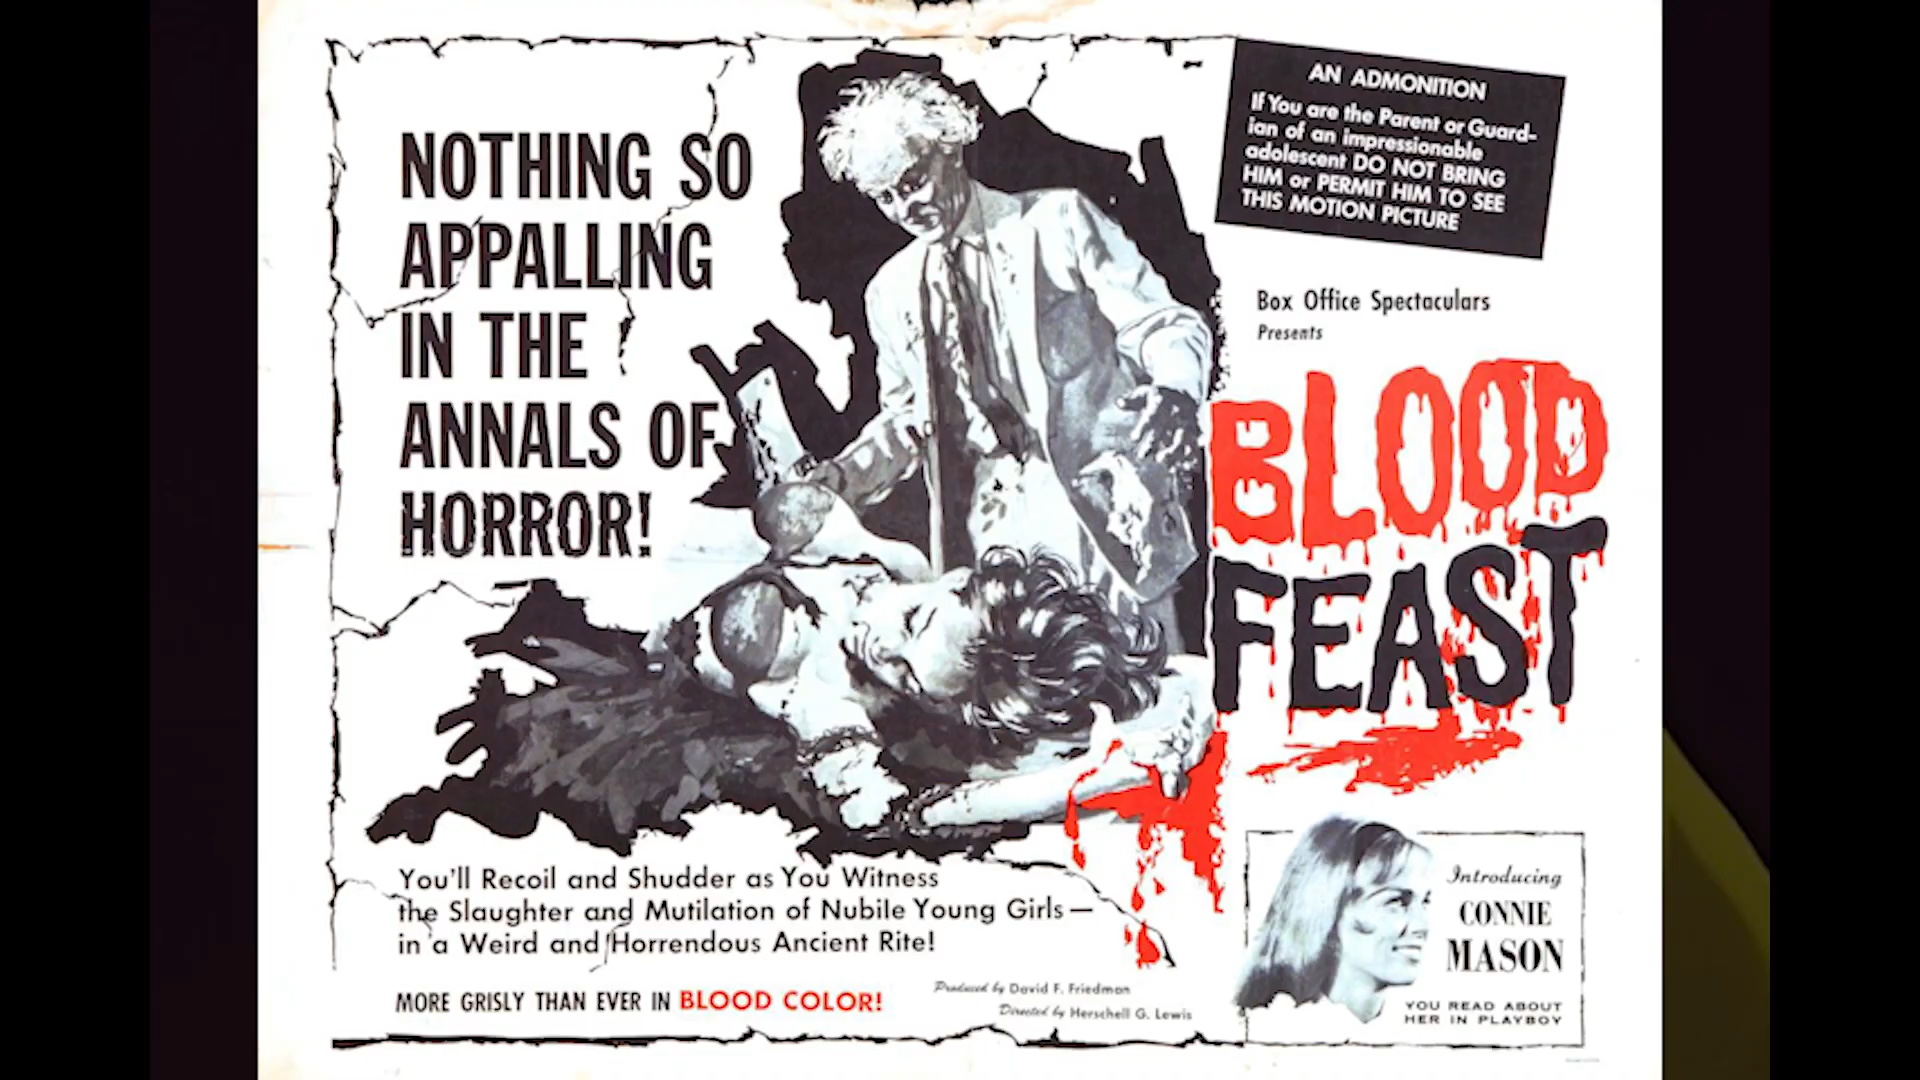 NOTHING SO
APPALLING
IN THE
ANNALS OF
HORROR!
AN ADMONITION
If You are the Parent or Guard-
ian of an impressionable
adolescent DO NOT BRING
HIM or PERMIT HIM TO SEE
THIS MOTION PICTURE
Box Office Spectaculars
Presents
BLOOD
FEAST
You'll Recoil and Shudder as You Witness
the Slaughter and Mutilation of Nubile Young Girls —
in a Weird and Horrendous Ancient Rite!
MORE GRISLY THAN EVER IN BLOOD COLOR!
Produced by David F. Friedman
Directed by Herschell G. Lewis
Introducing
CONNIE
MASON
YOU READ ABOUT
HER IN PLAYBOY